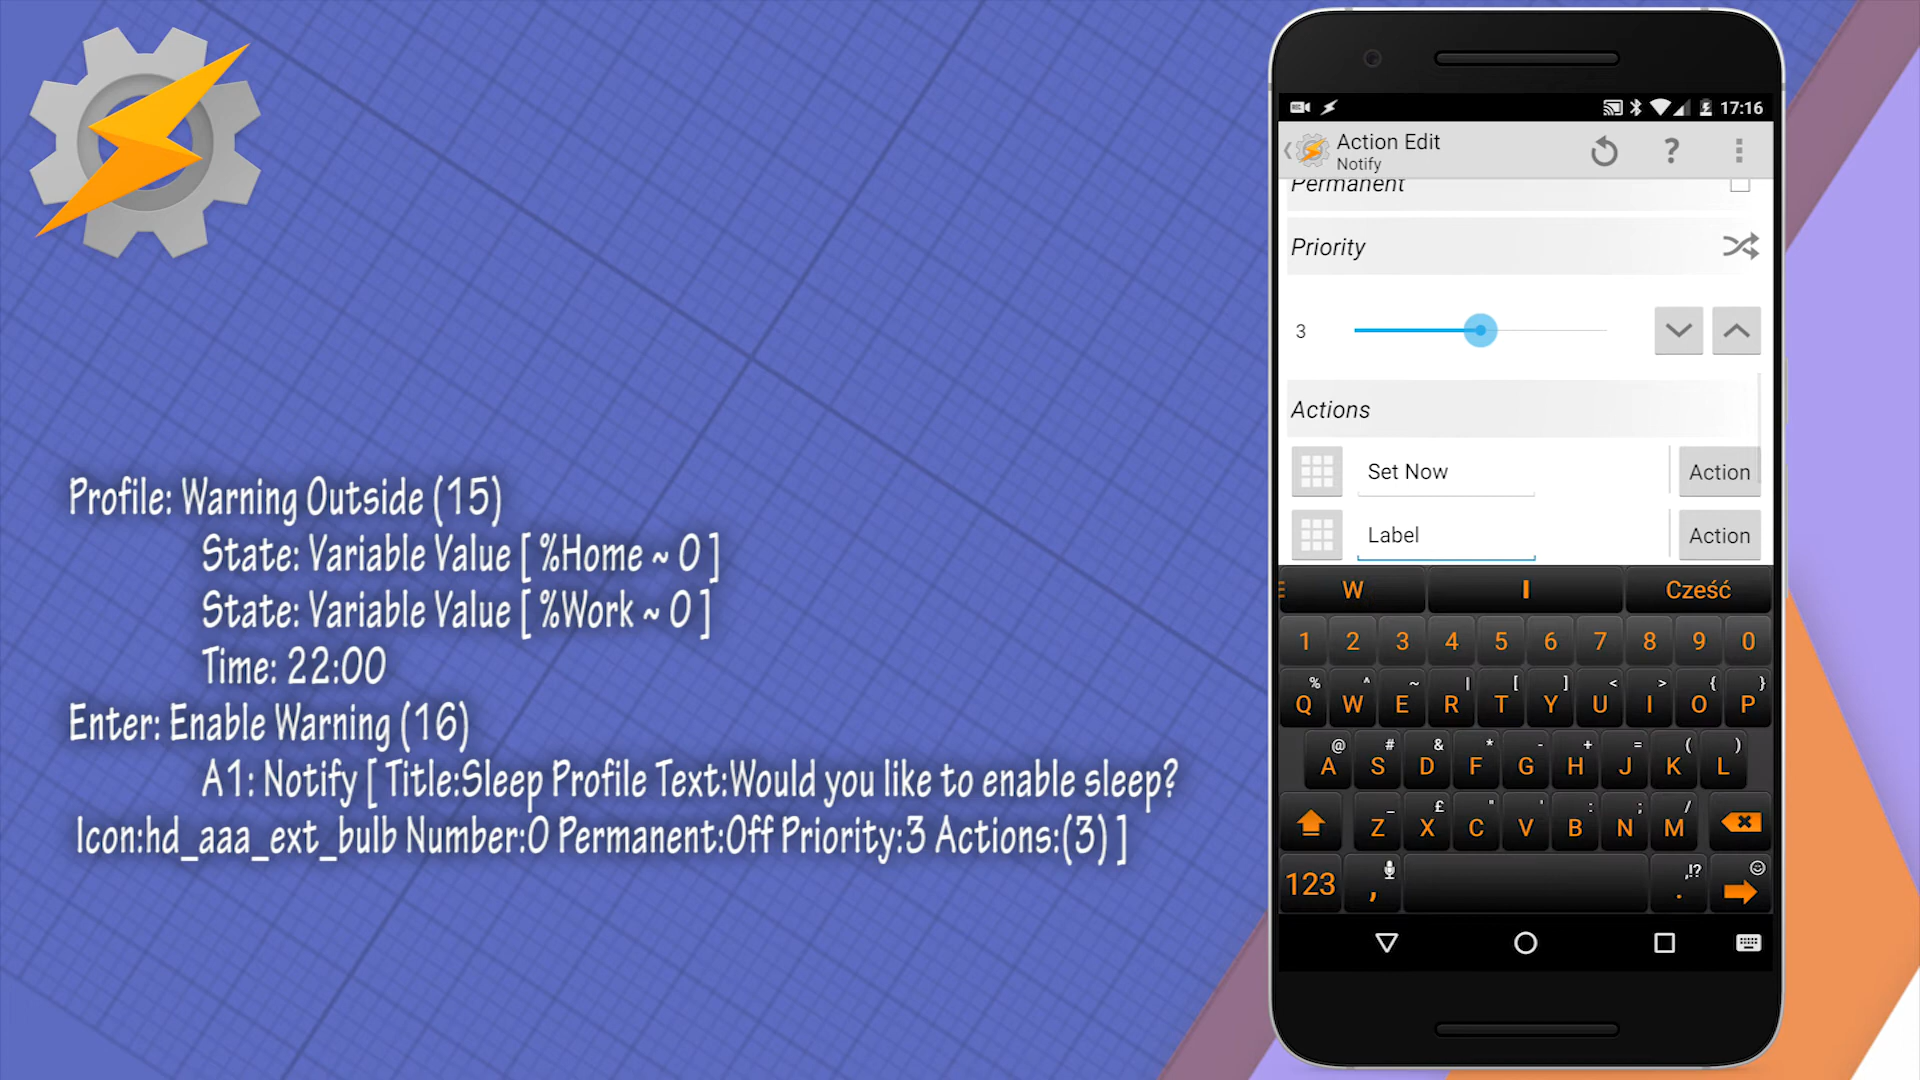 Profile: Warning Outside (15)
State: Variable Value [ %Home ~ 0 ]
State: Variable Value [ %Work ~ 0 ]
Time: 22:00
Enter: Enable Warning (16)
A1: Notify [ Title:Sleep Profile Text:Would you like to enable sleep?
Icon:hd_aaa_ext_bulb Number:0 Permanent:Off Priority:3 Actions:(3) ]
17:16
Action Edit
Notify
?
Permanent
Priority
3
Actions
Set Now Action
Label Action
W I Cześć
1 2 3 4 5 6 7 8 9 0
% ^ ~ | [ ] < > { }
Q W E R T Y U I O P
@ # & * - + = ( )
A S D F G H J K L
_ £ " ' : ; /
Z X C V B N M
123 , ,!? .